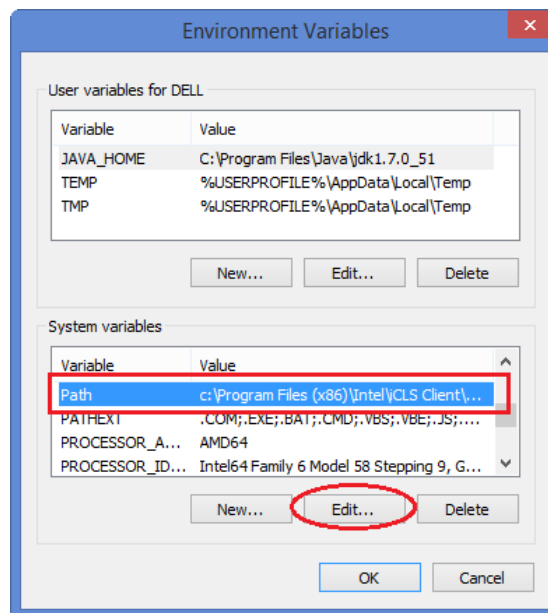 Environment Variables
User variables for DELL
Variable Value
JAVA_HOME C:\Program Files\Java\jdk1.7.0_51
TEMP %USERPROFILE%\AppData\Local\Temp
TMP %USERPROFILE%\AppData\Local\Temp
New... Edit... Delete
System variables
Variable Value
Path c:\Program Files (x86)\Intel\iCLS Client\...
PATHEXT .COM;.EXE;.BAT;.CMD;.VBS;.VBE;.JS;....
PROCESSOR_A... AMD64
PROCESSOR_ID... Intel64 Family 6 Model 58 Stepping 9, G...
New... Edit... Delete
OK Cancel